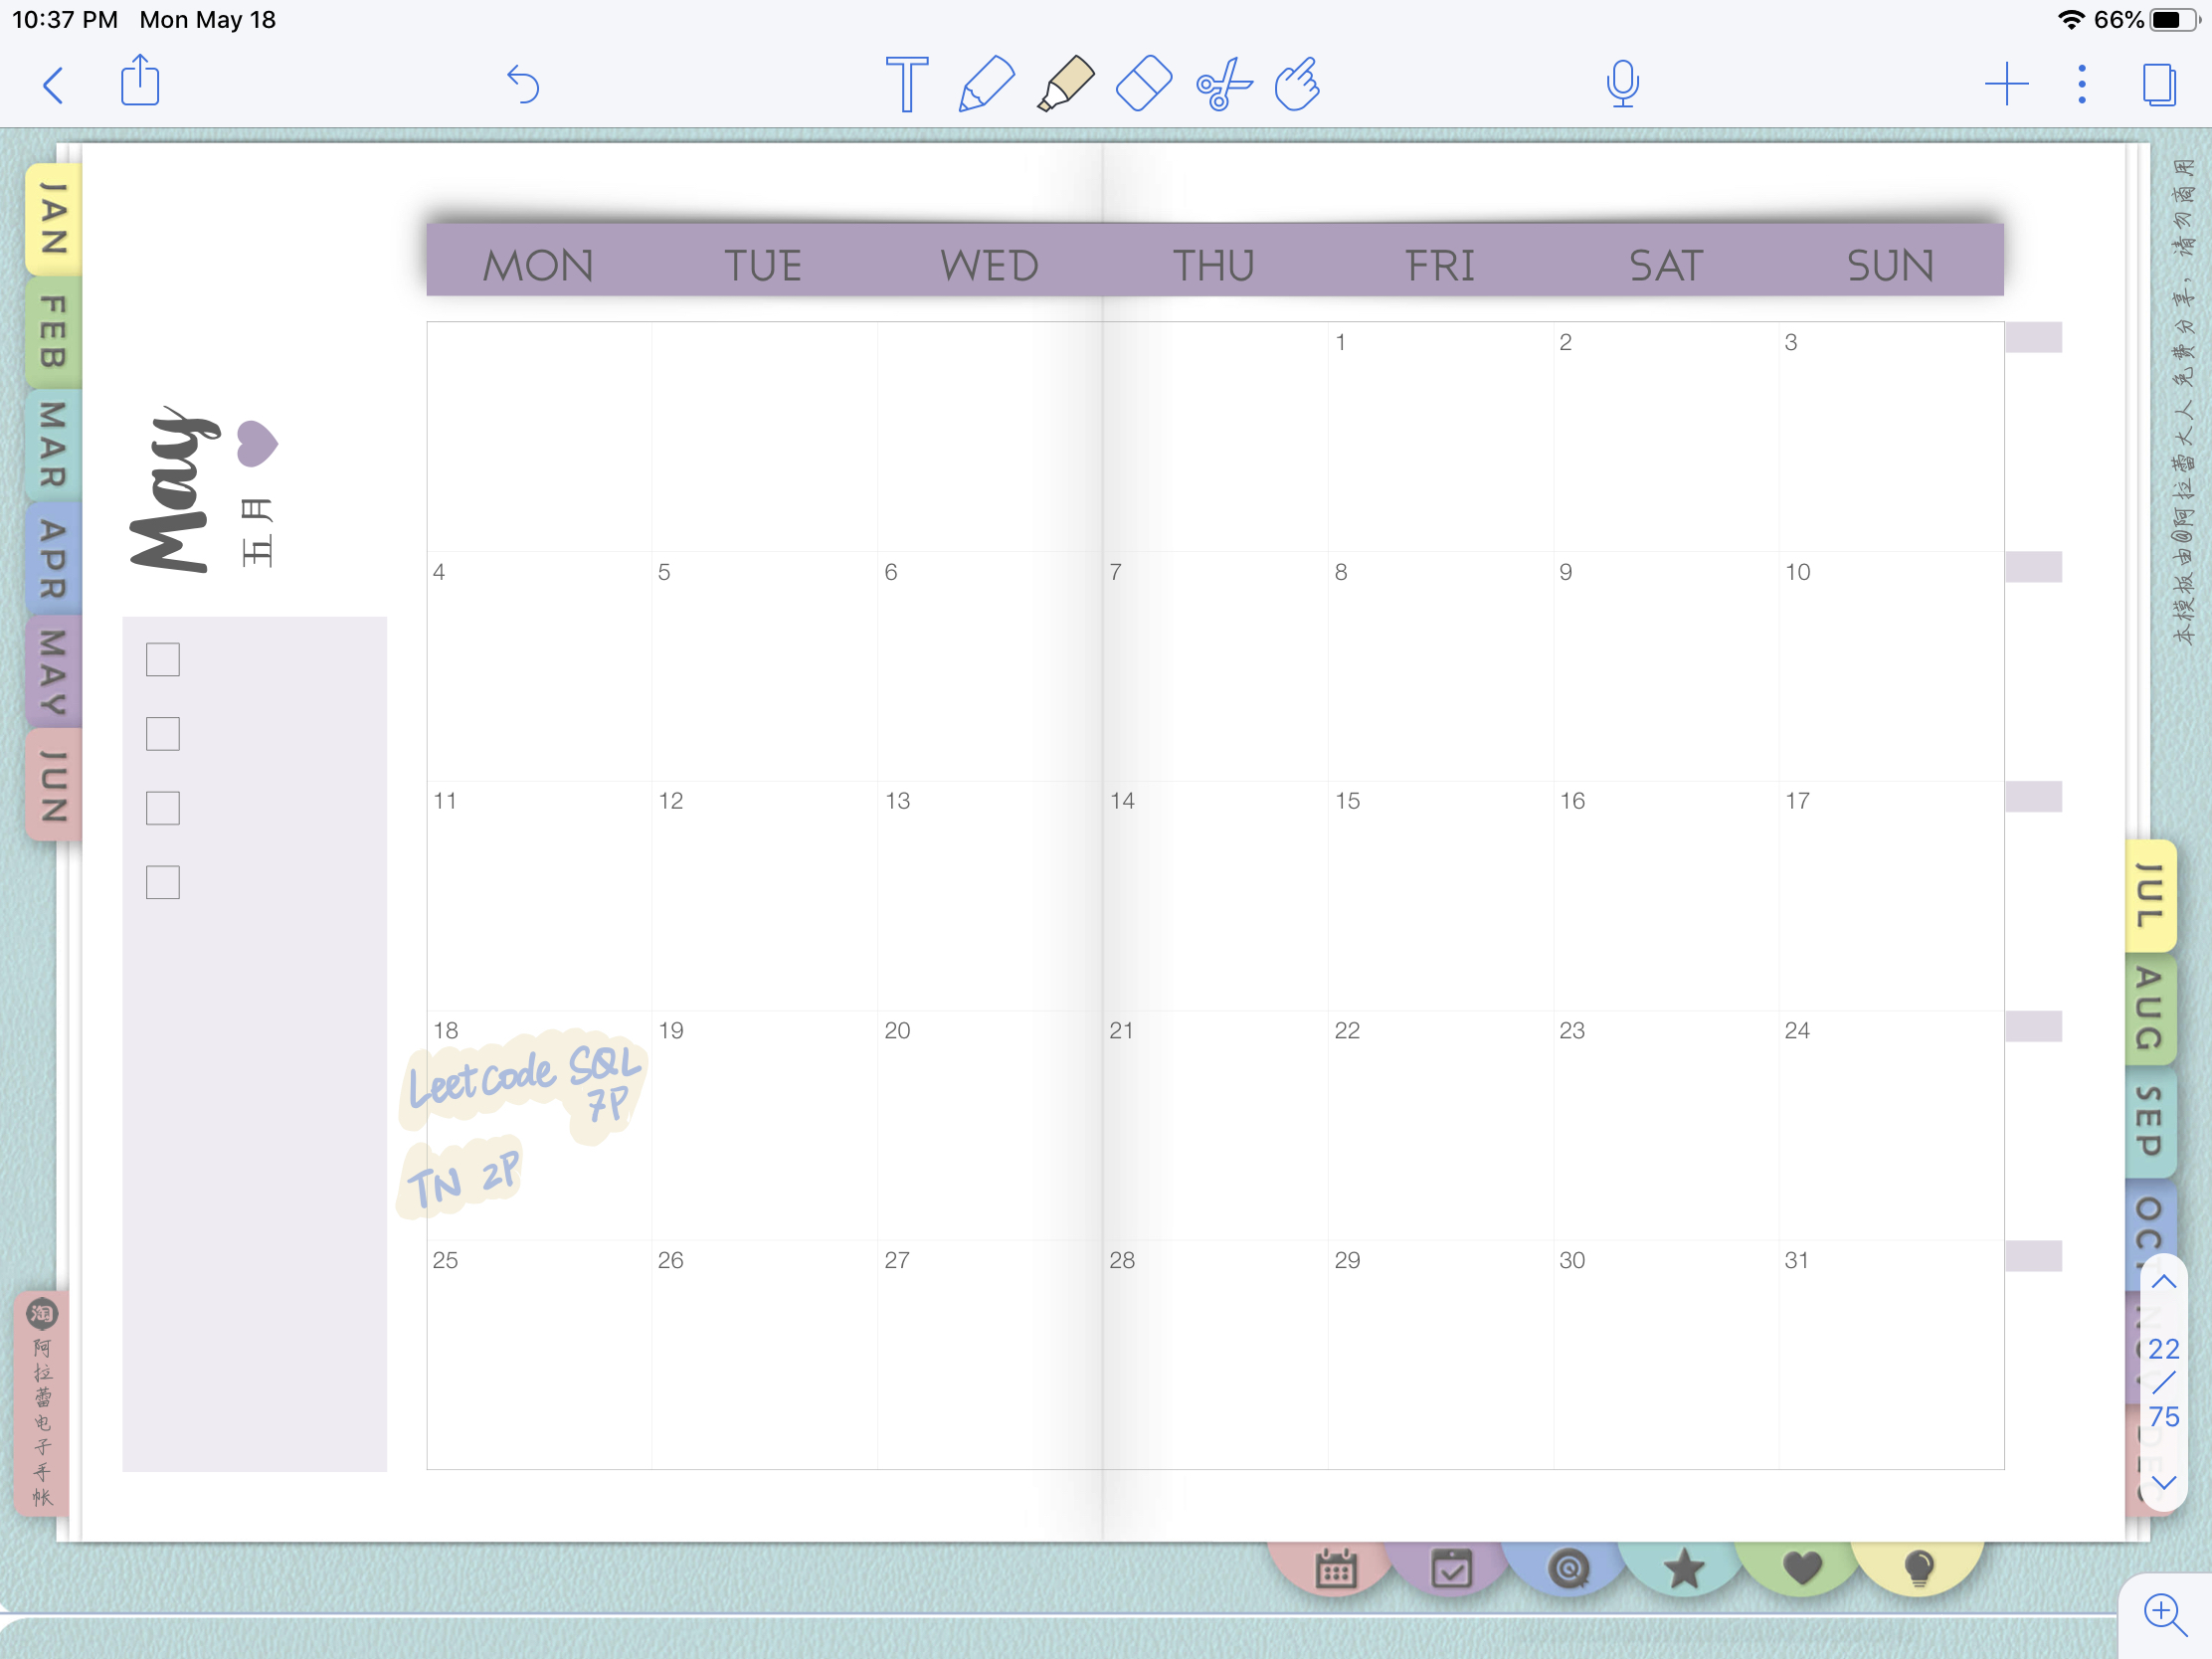 10:37 PM Mon May 18
66%
JAN
FEB
MAR
APR
MAY
JUN
May
五月
MON TUE WED THU FRI SAT SUN
1 2 3
4 5 6 7 8 9 10
11 12 13 14 15 16 17
18 19 20 21 22 23 24
Leetcode SQL
7P
TN 2P
25 26 27 28 29 30 31
本模板由@阿拉蕾大人免费分享，请勿商用
JUL
AUG
SEP
OCT
NOV
DEC
22
/
75
淘
阿拉蕾电子手帐